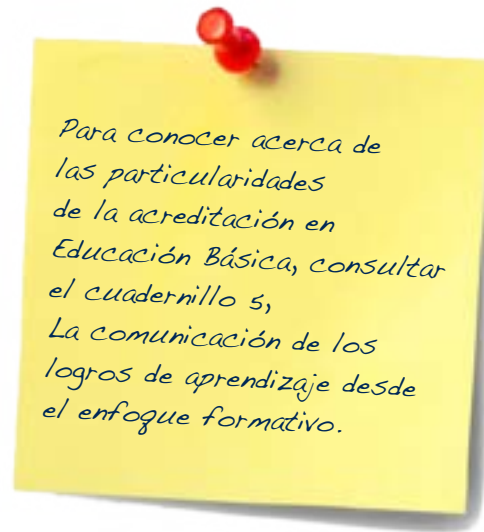 Para conocer acerca de
las particularidades
de la acreditación en
Educación Básica, consultar
el cuadernillo 5,
La comunicación de los
logros de aprendizaje desde
el enfoque formativo.